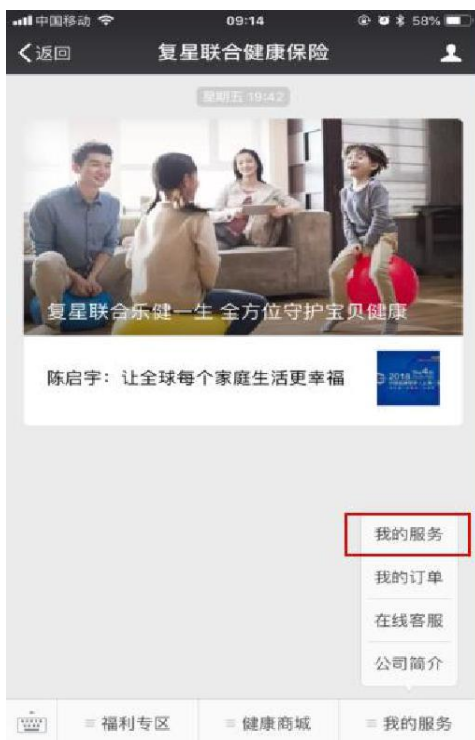 中国移动 09:14 58%
返回 复星联合健康保险
星期五 19:42
复星联合乐健一生 全方位守护宝贝健康
陈启宇：让全球每个家庭生活更幸福
2018
我的服务
我的订单
在线客服
公司简介
福利专区 健康商城 我的服务